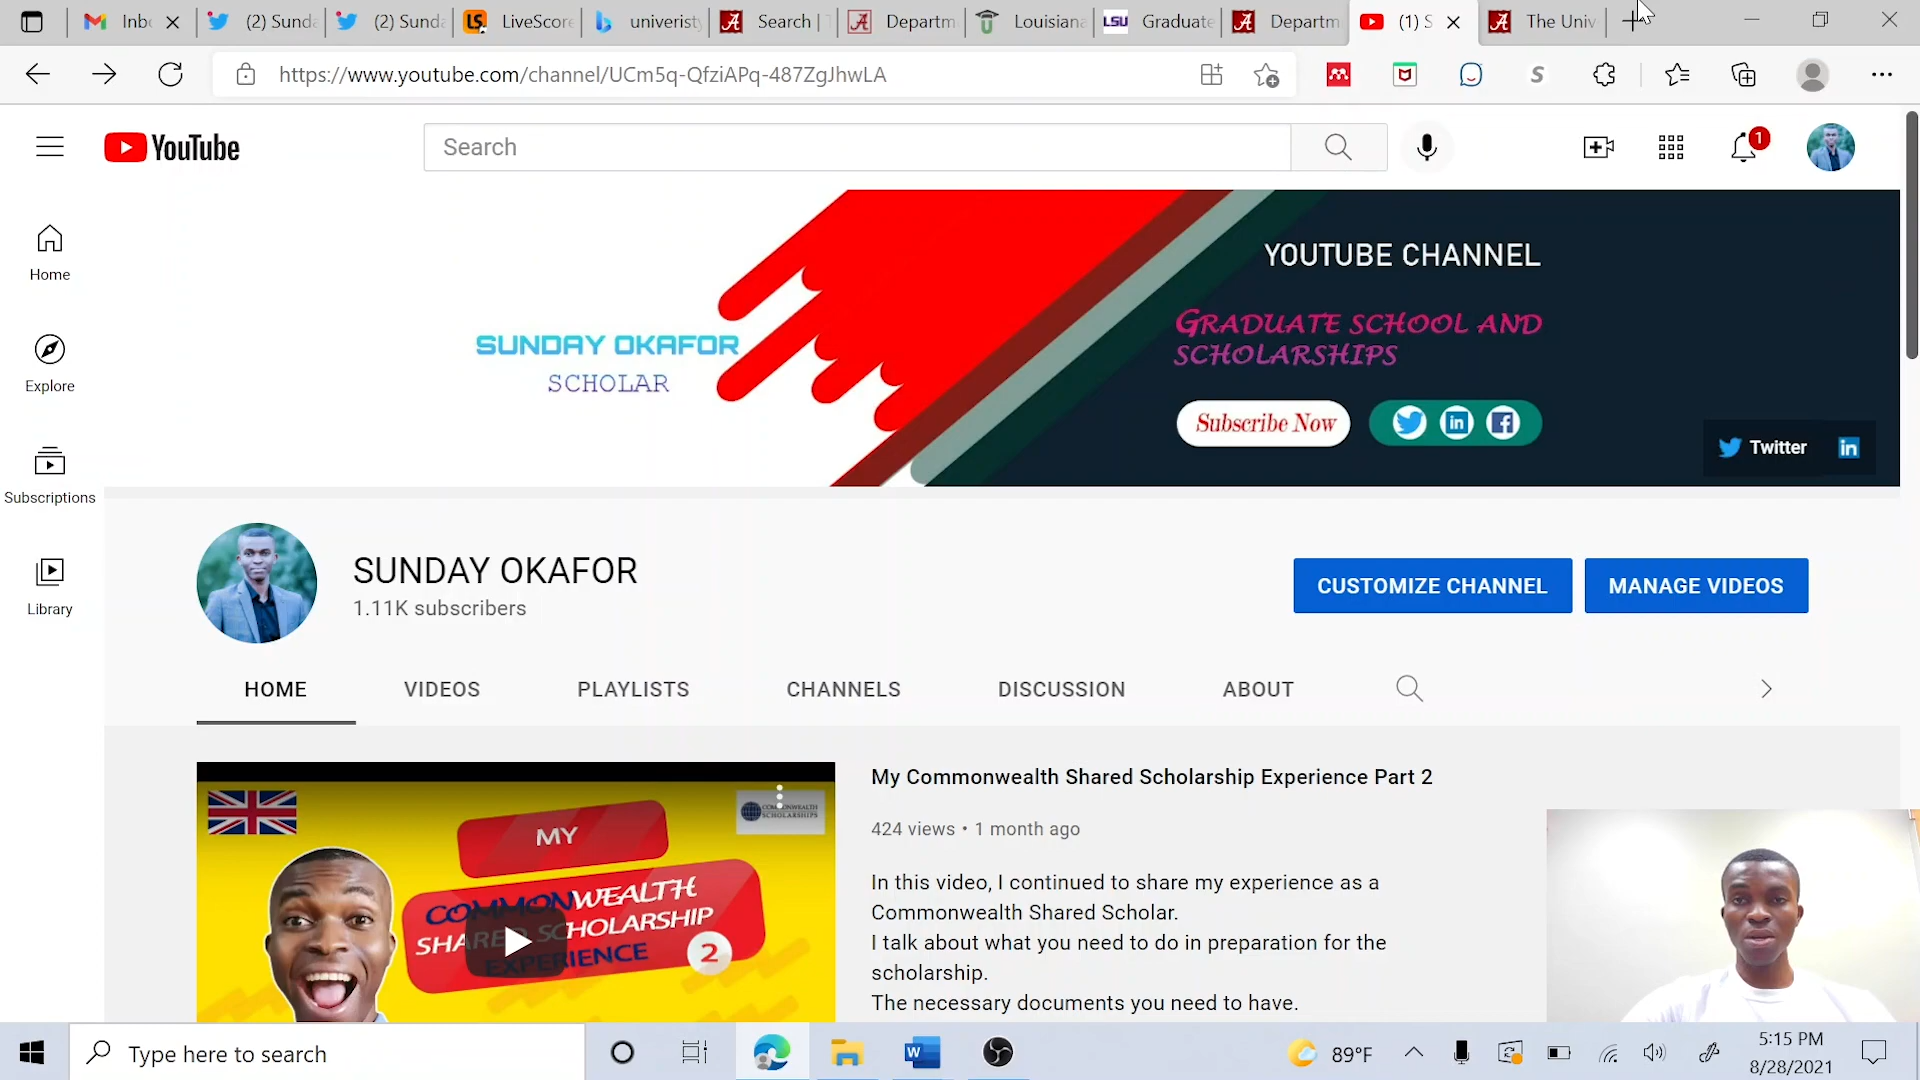 Inb
(2) Sunda
(2) Sunda
LiveScore
univeristy
Search | T
Departm
Louisiana
LSU
Graduate
Departm
(1) S
The Univ
https://www.youtube.com/channel/UCm5q-QfziAPq-487ZgJhwLA
YouTube
Search
1
Home
Explore
Subscriptions
Library
SUNDAY OKAFOR
SCHOLAR
YOUTUBE CHANNEL
GRADUATE SCHOOL AND
SCHOLARSHIPS
Subscribe Now
Twitter
SUNDAY OKAFOR
1.11K subscribers
CUSTOMIZE CHANNEL
MANAGE VIDEOS
HOME
VIDEOS
PLAYLISTS
CHANNELS
DISCUSSION
ABOUT
COMMONWEALTH
SCHOLARSHIPS
MY
COMMONWEALTH
SHARED SCHOLARSHIP
EXPERIENCE
2
My Commonwealth Shared Scholarship Experience Part 2
424 views • 1 month ago
In this video, I continued to share my experience as a
Commonwealth Shared Scholar.
I talk about what you need to do in preparation for the
scholarship.
The necessary documents you need to have.
Type here to search
89°F
5:15 PM
8/28/2021